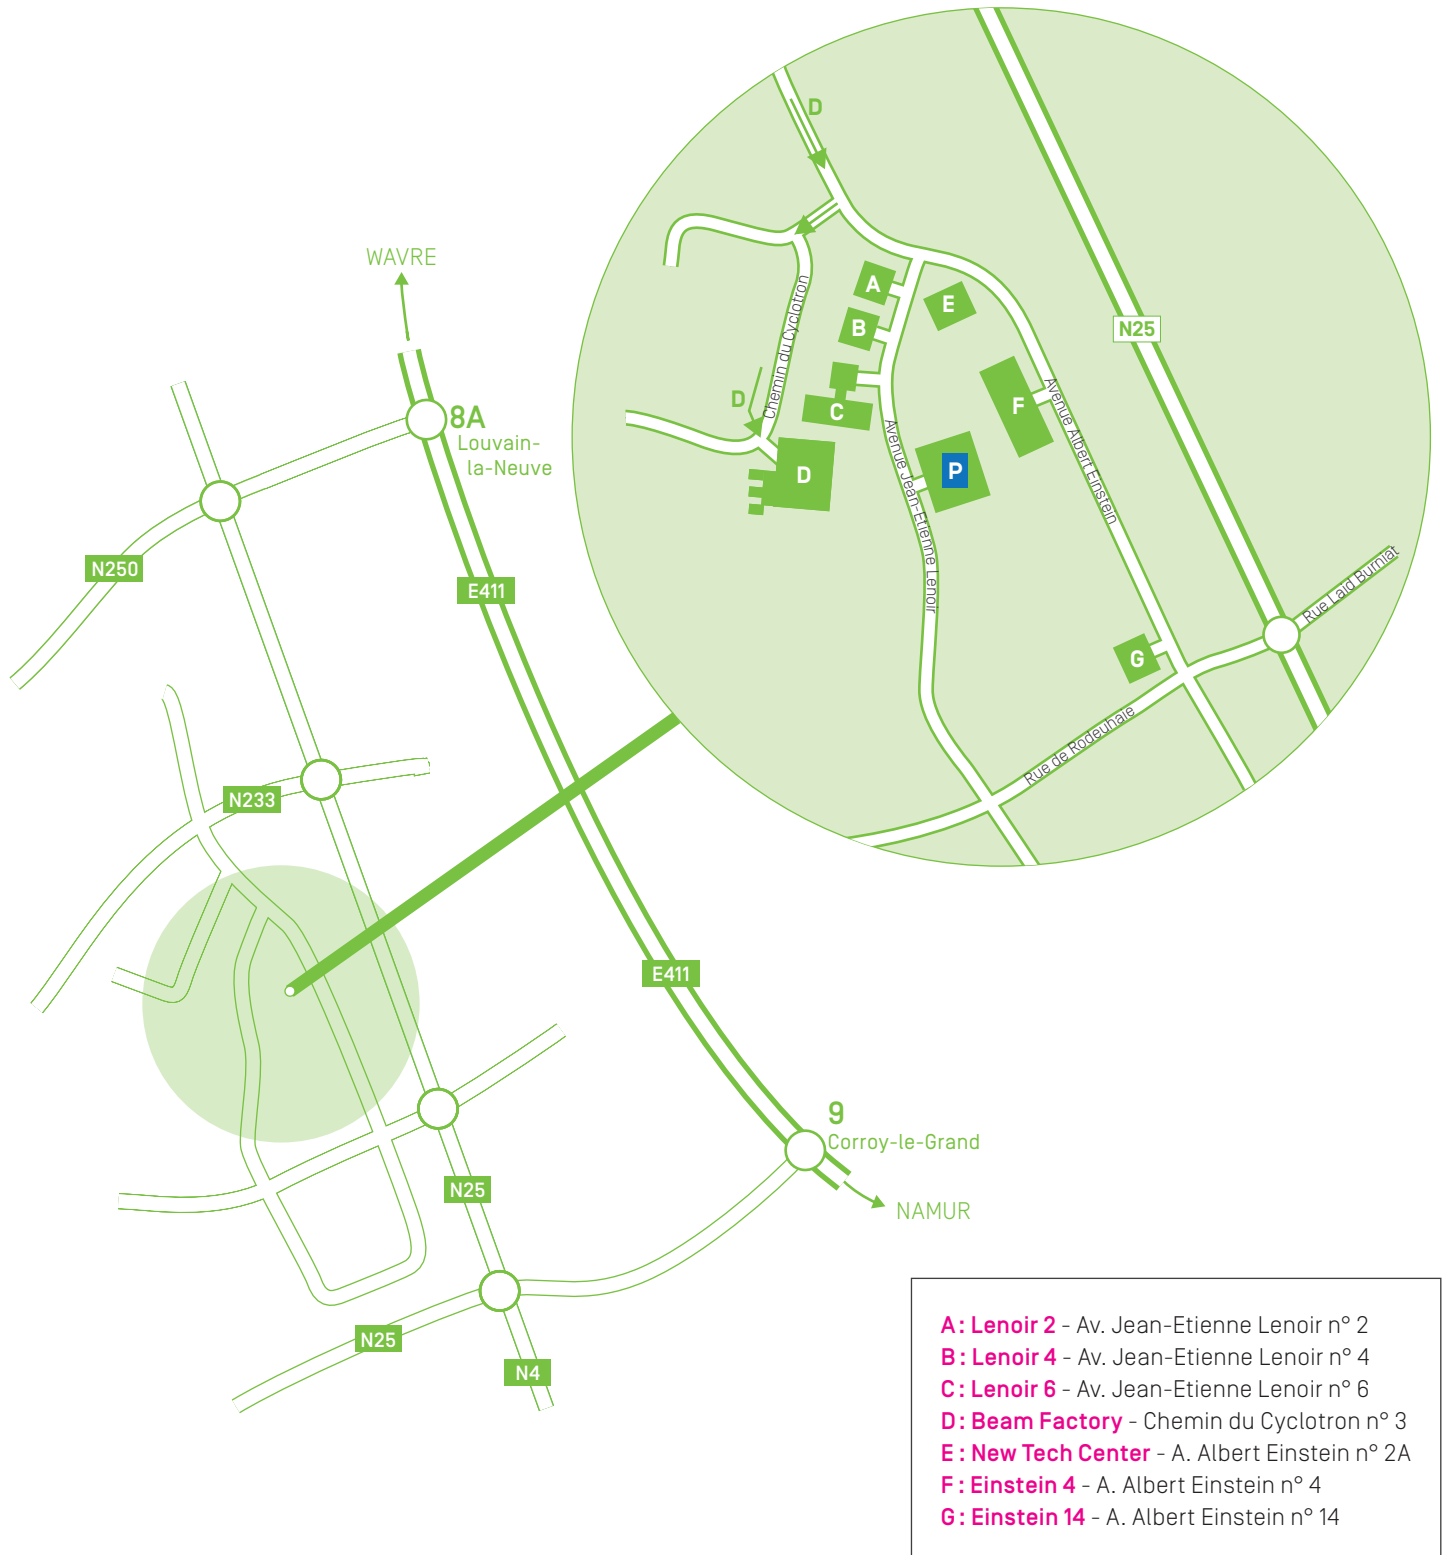 D
N25
WAVRE
A
E
B
Chemin du Cyclotron
D
F
C
Avenue Albert Einstein
8A
Louvain-
la-Neuve
Avenue Jean-Etienne Lenoir
P
D
N250
E411
Rue Laid Burniat
G
Rue de Rodeuhaie
N233
E411
9
Corroy-le-Grand
N25
NAMUR
N25
N4
A : Lenoir 2 - Av. Jean-Etienne Lenoir n° 2
B : Lenoir 4 - Av. Jean-Etienne Lenoir n° 4
C : Lenoir 6 - Av. Jean-Etienne Lenoir n° 6
D : Beam Factory - Chemin du Cyclotron n° 3
E : New Tech Center - A. Albert Einstein n° 2A
F : Einstein 4 - A. Albert Einstein n° 4
G : Einstein 14 - A. Albert Einstein n° 14